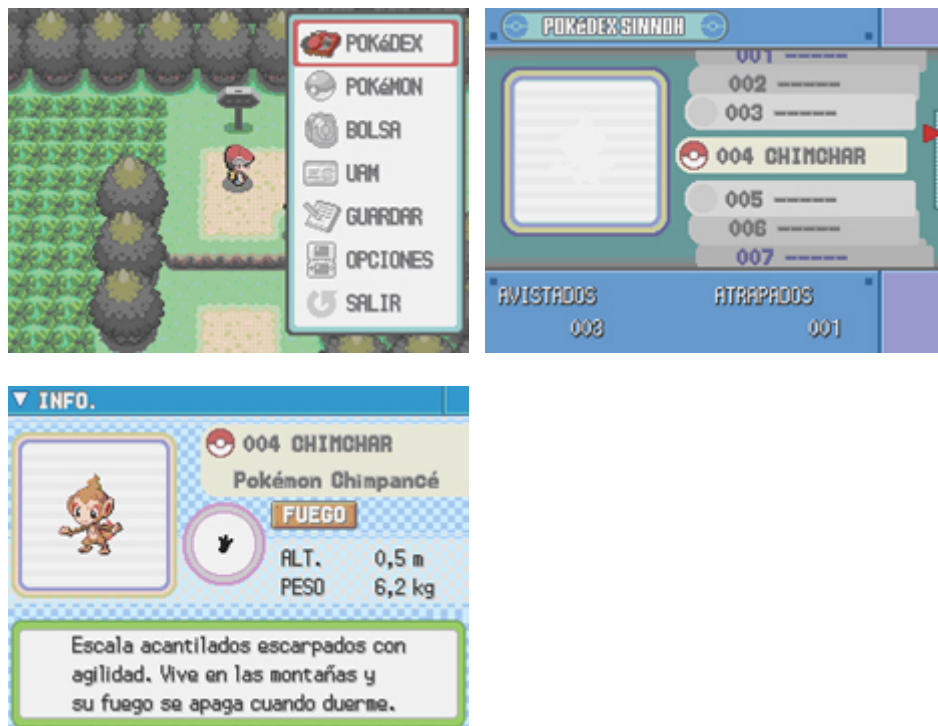 POKéDEX
POKéMON
BOLSA
UAM
GUARDAR
OPCIONES
SALIR
POKéDEX SINNOH
001 -----
002 -----
003 -----
004 CHIMCHAR
005 -----
006 -----
007 -----
AVISTADOS ATRAPADOS
003 001
INFO.
004 CHIMCHAR
Pokémon Chimpancé
FUEGO
ALT. 0,5 m
PESO 6,2 kg
Escala acantilados escarpados con
agilidad. Vive en las montañas y
su fuego se apaga cuando duerme.